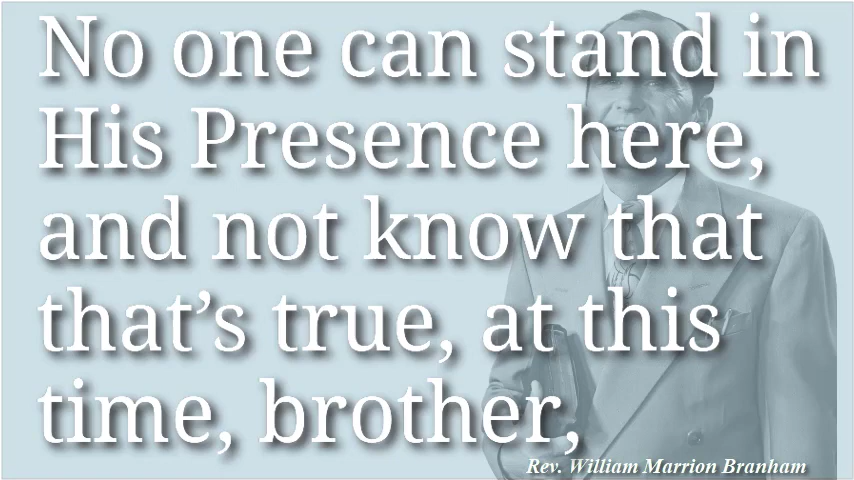 No one can stand in
His Presence here,
and not know that
that’s true, at this
time, brother,
Rev. William Marrion Branham